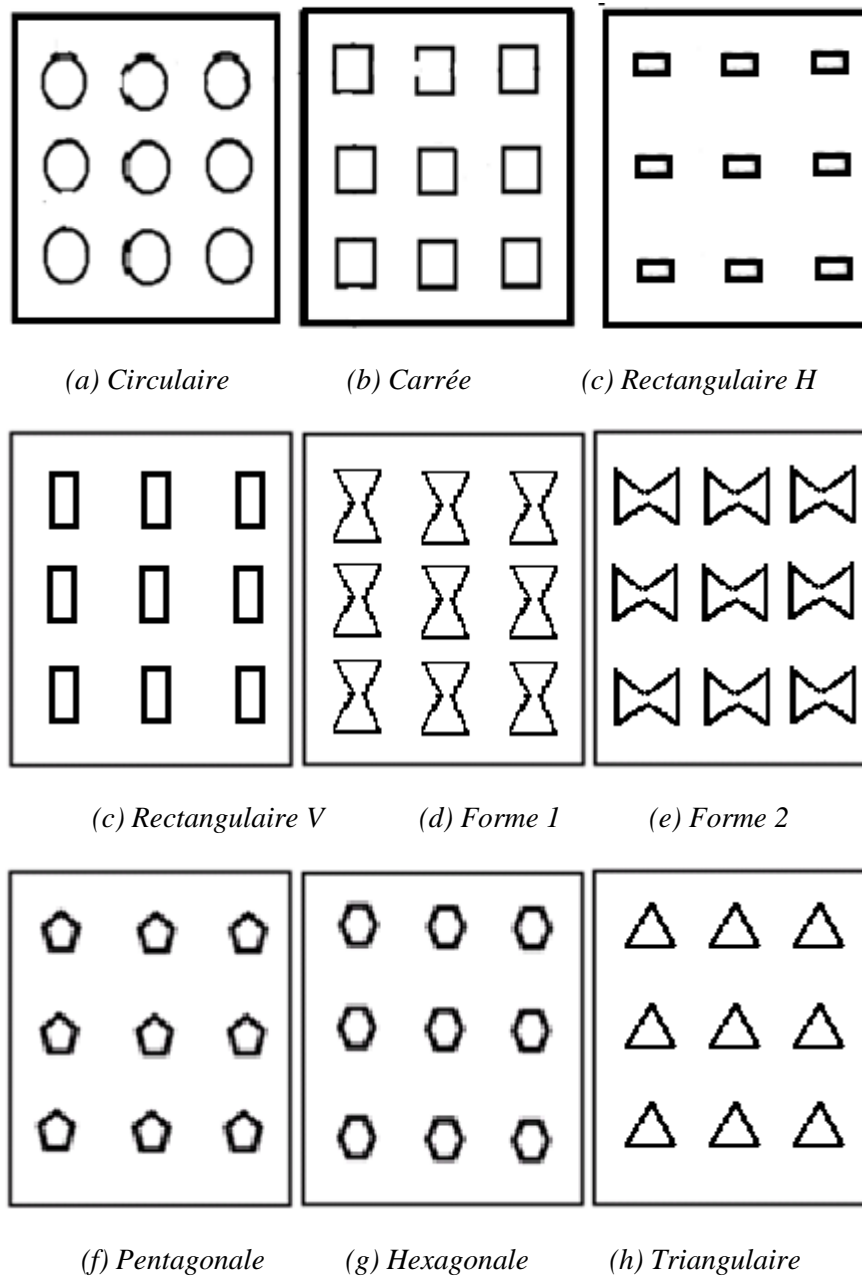 (a) Circulaire (b) Carrée (c) Rectangulaire H
(c) Rectangulaire V (d) Forme 1 (e) Forme 2
(f) Pentagonale (g) Hexagonale (h) Triangulaire